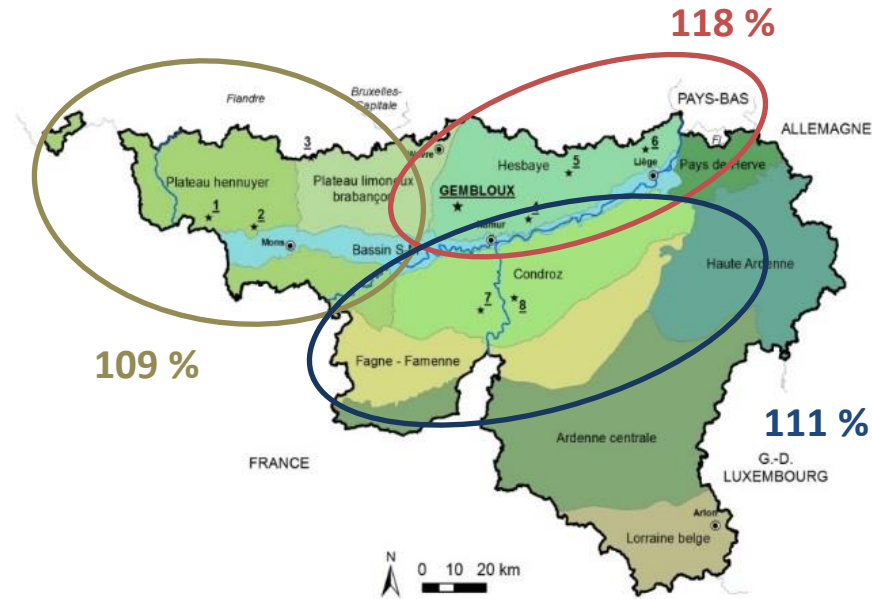 118 %
Flandre
Bruxelles-
Capitale
PAYS-BAS
ALLEMAGNE
3
6
5
Hesbaye
Liège
Pays de Herve
Plateau hennuyer
Plateau limoneux
brabançon
GEMBLOUX
1
2
4
Mons
Namur
Bassin S.M.
Condroz
Haute Ardenne
7
8
109 %
Fagne - Famenne
111 %
Ardenne centrale
FRANCE
G.-D.
LUXEMBOURG
Arlon
Lorraine belge
N
0 10 20 km